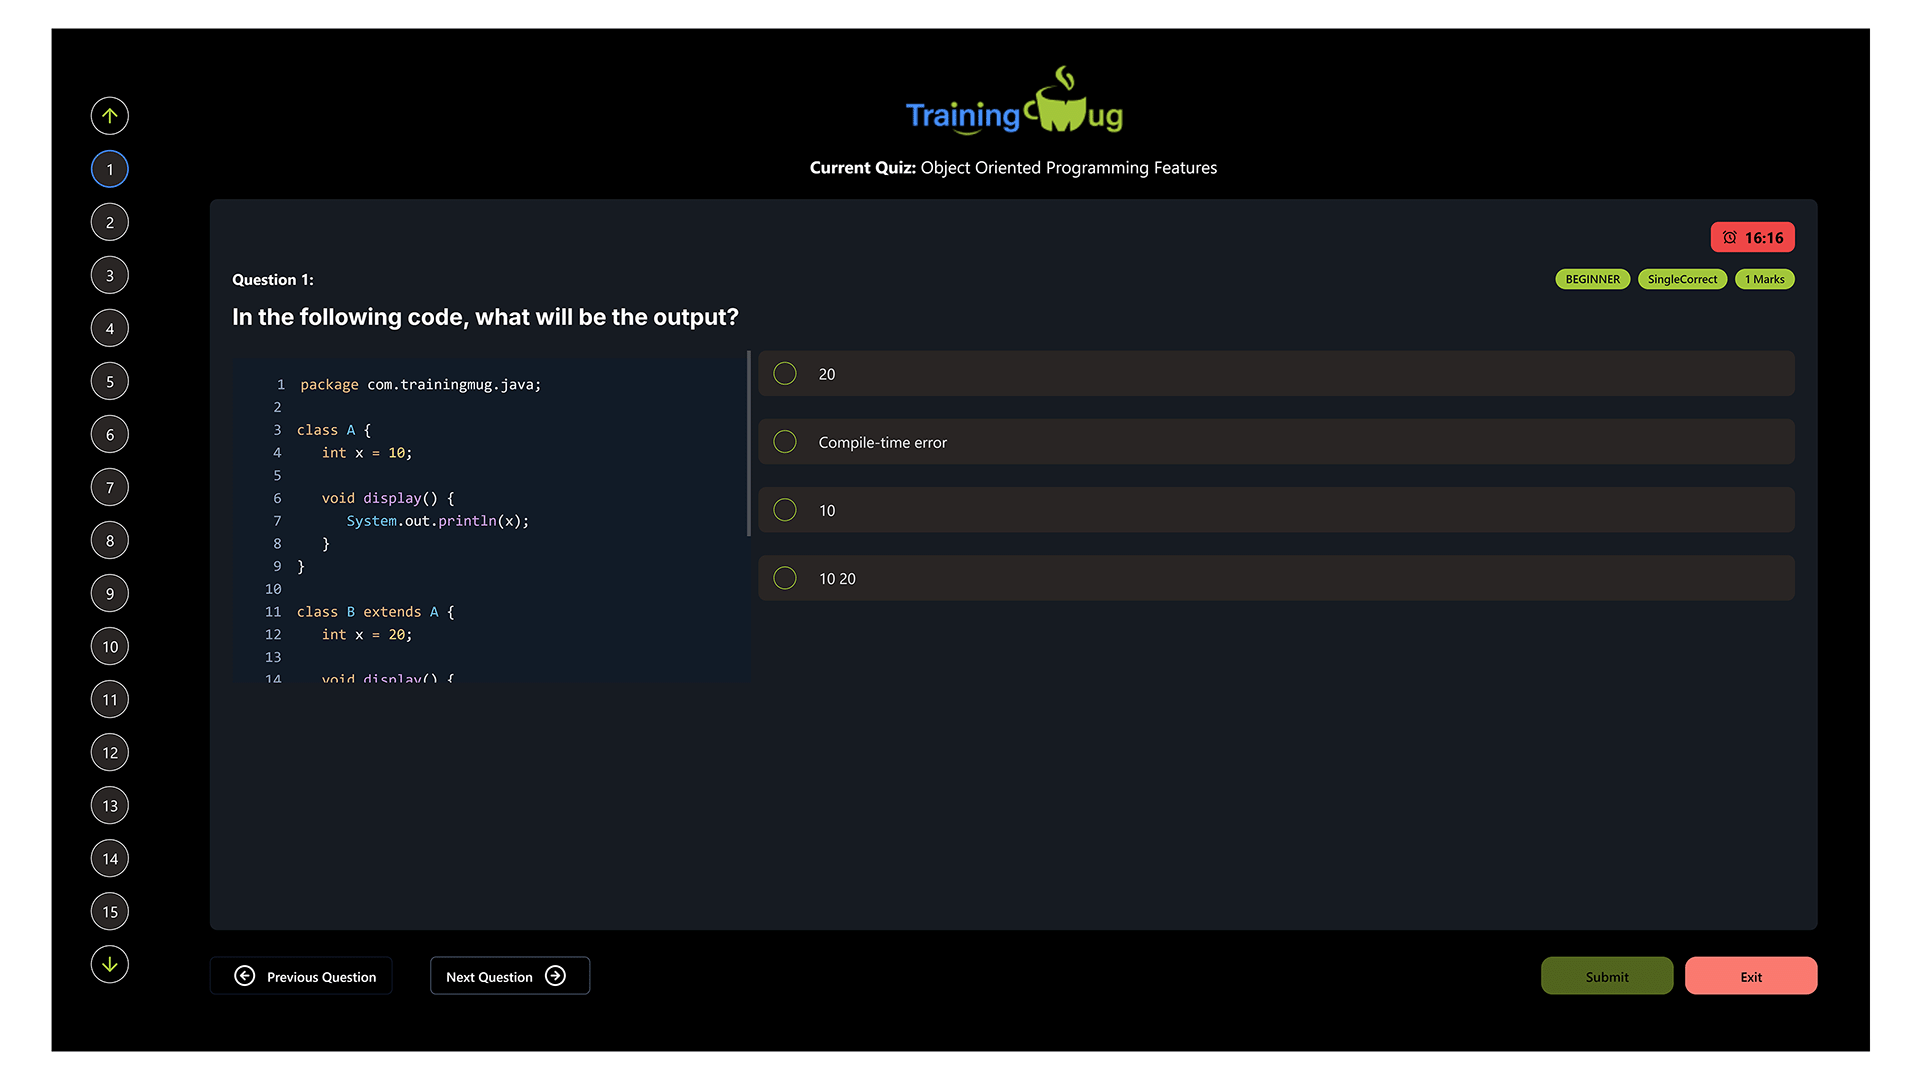 TrainingMug
Current Quiz: Object Oriented Programming Features
16:16
Question 1:
BEGINNER SingleCorrect 1 Marks
In the following code, what will be the output?
1 package com.trainingmug.java;
2
3 class A {
4 int x = 10;
5
6 void display() {
7 System.out.println(x);
8 }
9 }
10
11 class B extends A {
12 int x = 20;
13
14 void display() {
20
Compile-time error
10
10 20
1
2
3
4
5
6
7
8
9
10
11
12
13
14
15
Previous Question
Next Question
Submit
Exit